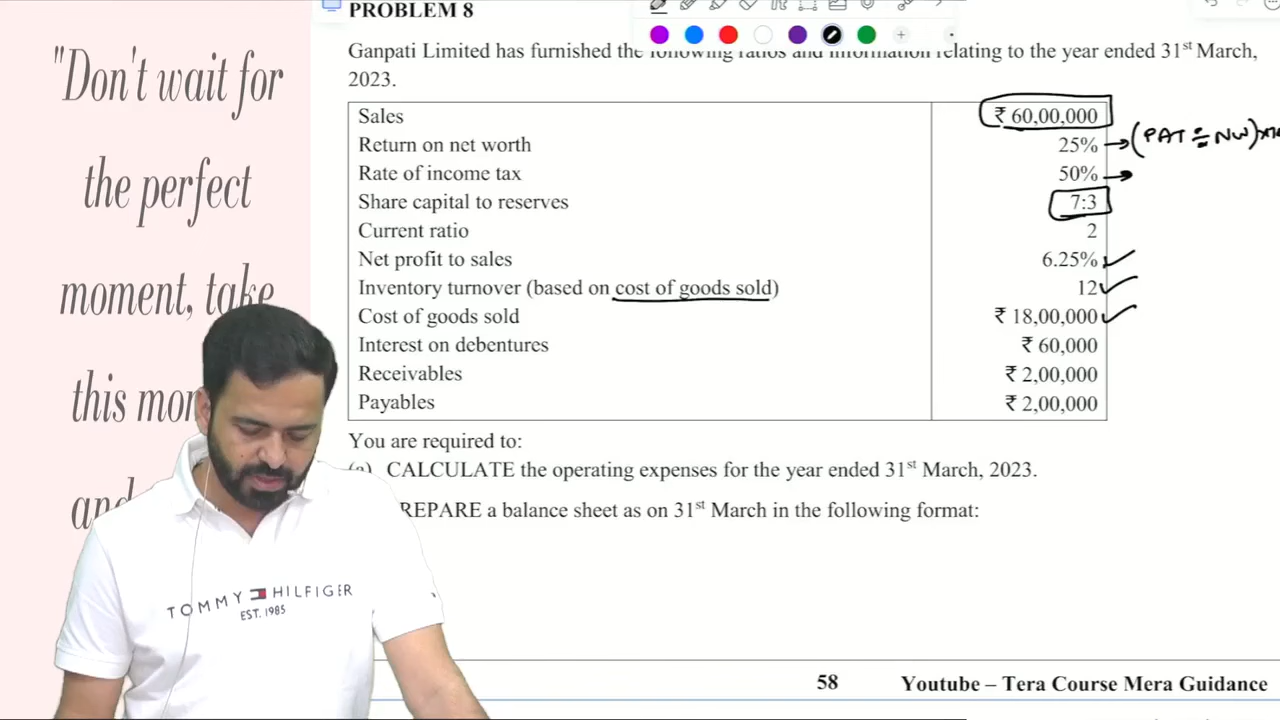 PROBLEM 8
"Don't wait for
the perfect
moment, take
this
Ganpati Limited has furnished the following ratios and information relating to the year ended 31st March,
2023.
Sales ₹ 60,00,000
Return on net worth 25% → (PAT ÷ NW) ×
Rate of income tax 50% →
Share capital to reserves 7:3
Current ratio 2
Net profit to sales 6.25% ✓
Inventory turnover (based on cost of goods sold) 12 ✓
Cost of goods sold ₹ 18,00,000 ✓
Interest on debentures ₹ 60,000
Receivables ₹ 2,00,000
Payables ₹ 2,00,000
You are required to:
(a) CALCULATE the operating expenses for the year ended 31st March, 2023.
REPARE a balance sheet as on 31st March in the following format:
TOMMY HILFIGER
EST. 1985
58 Youtube – Tera Course Mera Guidance